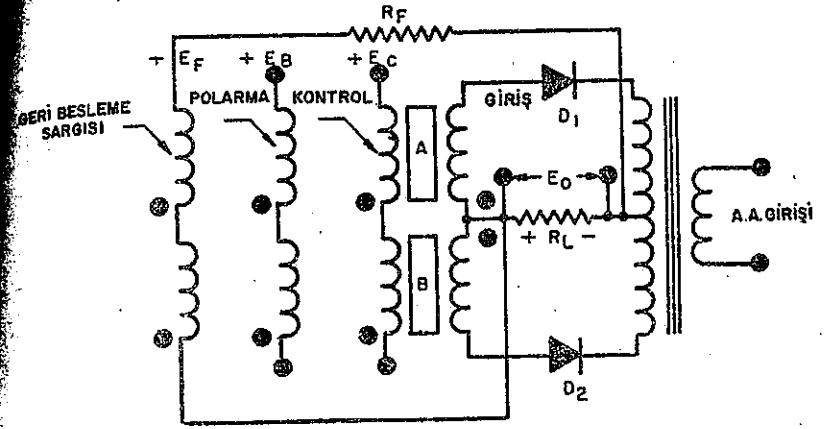 RF
+ EF
+ EB
+ EC
GERİ BESLEME
SARGISI
POLARMA
KONTROL
GİRİŞ
D1
A
EO
+ RL -
A.A.GİRİŞİ
B
D2